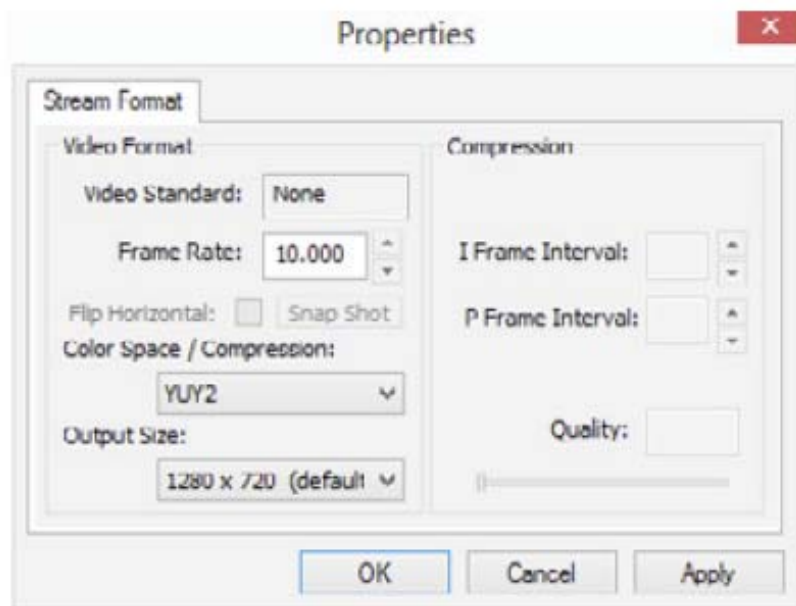 Properties
x
Stream Format
Video Format
Video Standard: None
Frame Rate: 10.000
Flip Horizontal: Snap Shot
Color Space / Compression:
YUY2
Output Size:
1280 x 720 (default
Compression
I Frame Interval:
P Frame Interval:
Quality:
OK Cancel Apply